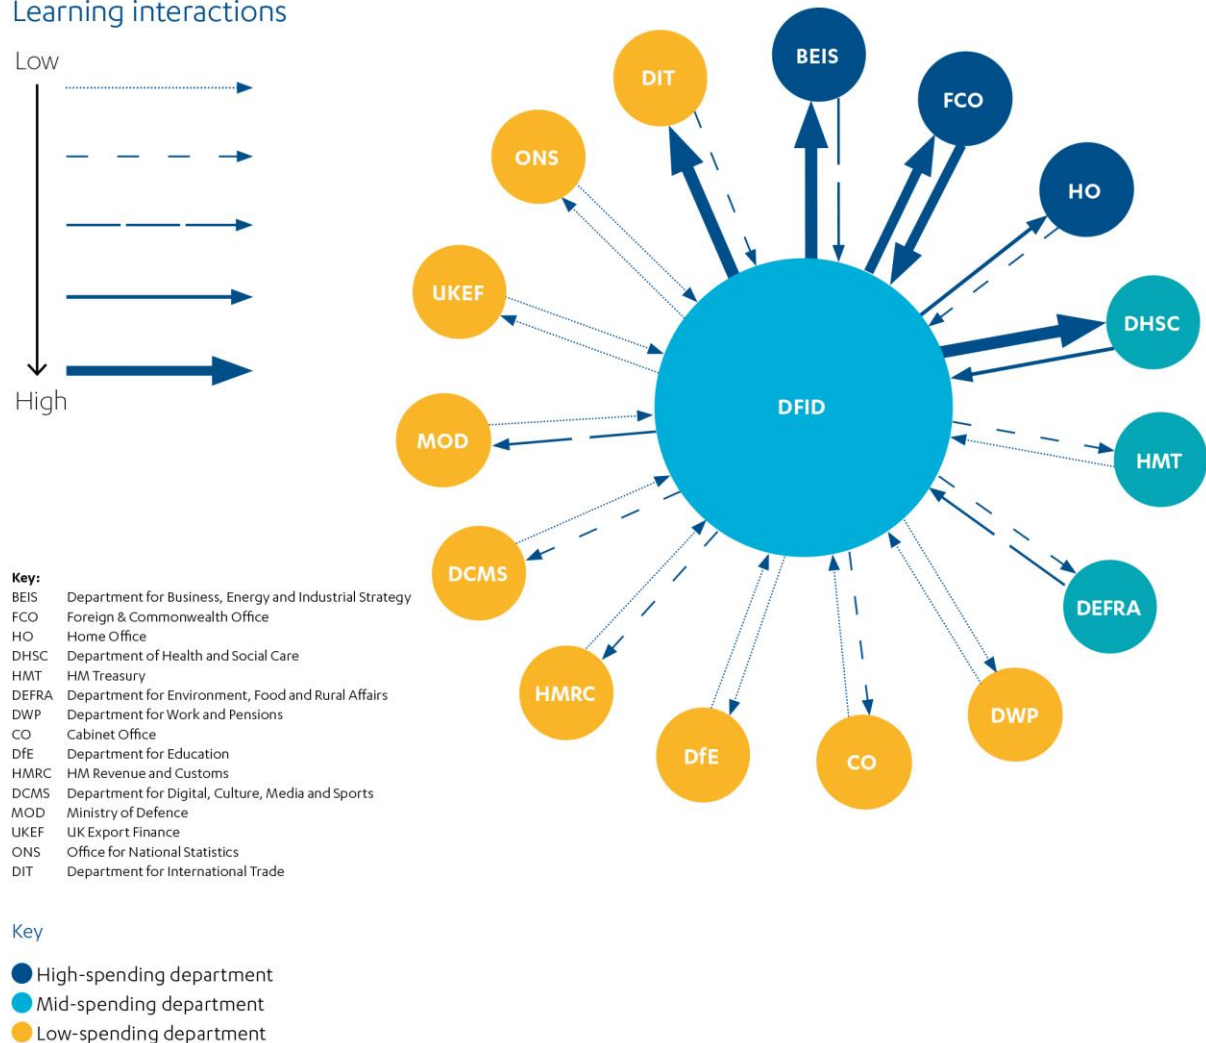 Learning interactions
Low
High
BEIS
DIT
FCO
ONS
HO
UKEF
DHSC
DFID
MOD
HMT
DCMS
DEFRA
HMRC
DWP
DfE
CO
Key:
BEIS Department for Business, Energy and Industrial Strategy
FCO Foreign & Commonwealth Office
HO Home Office
DHSC Department of Health and Social Care
HMT HM Treasury
DEFRA Department for Environment, Food and Rural Affairs
DWP Department for Work and Pensions
CO Cabinet Office
DfE Department for Education
HMRC HM Revenue and Customs
DCMS Department for Digital, Culture, Media and Sports
MOD Ministry of Defence
UKEF UK Export Finance
ONS Office for National Statistics
DIT Department for International Trade
Key
High-spending department
Mid-spending department
Low-spending department